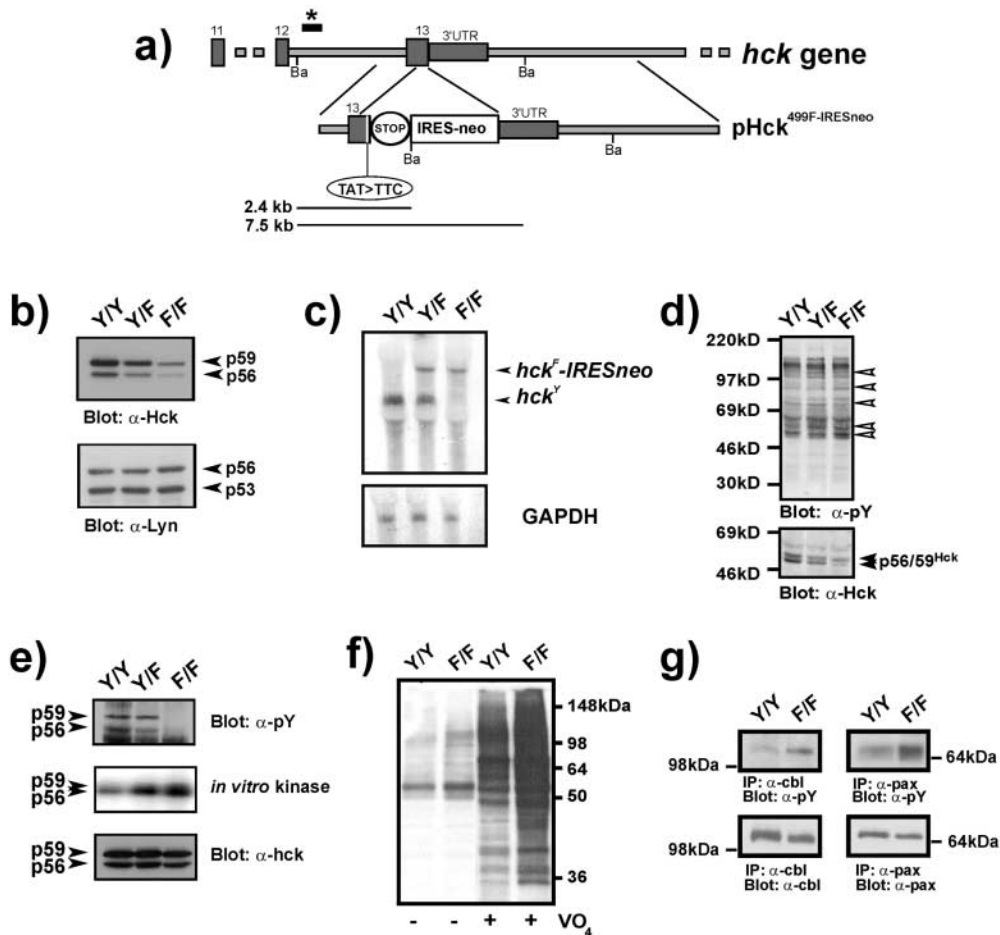 a)
*
11
12
13
3'UTR
Ba
Ba
hck gene
13
STOP
IRES-neo
3'UTR
pHck499F-IRESneo
Ba
Ba
TAT>TTC
2.4 kb
7.5 kb
b)
Y/Y Y/F F/F
p59
p56
Blot: α-Hck
p56
p53
Blot: α-Lyn
c)
Y/Y Y/F F/F
hckF-IRESneo
hckY
GAPDH
d)
Y/Y Y/F F/F
220kD
97kD
69kD
46kD
30kD
Blot: α-pY
69kD
46kD
p56/59Hck
Blot: α-Hck
e)
Y/Y Y/F F/F
p59
p56
Blot: α-pY
p59
p56
in vitro kinase
p59
p56
Blot: α-hck
f)
Y/Y F/F Y/Y F/F
148kDa
98
64
50
36
- - + + VO4
g)
Y/Y F/F
98kDa
IP: α-cbl
Blot: α-pY
98kDa
IP: α-cbl
Blot: α-cbl
Y/Y F/F
64kDa
IP: α-pax
Blot: α-pY
64kDa
IP: α-pax
Blot: α-pax